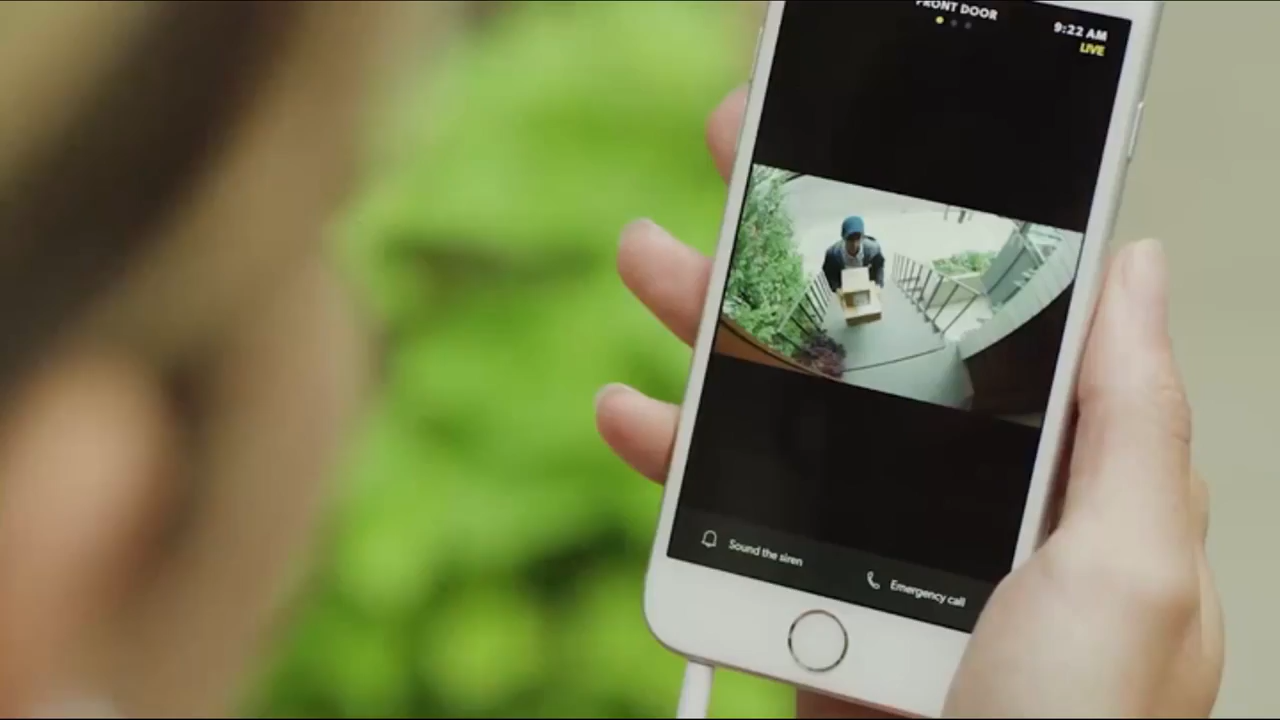 FRONT DOOR
9:22 AM
LIVE
Sound the siren
Emergency call